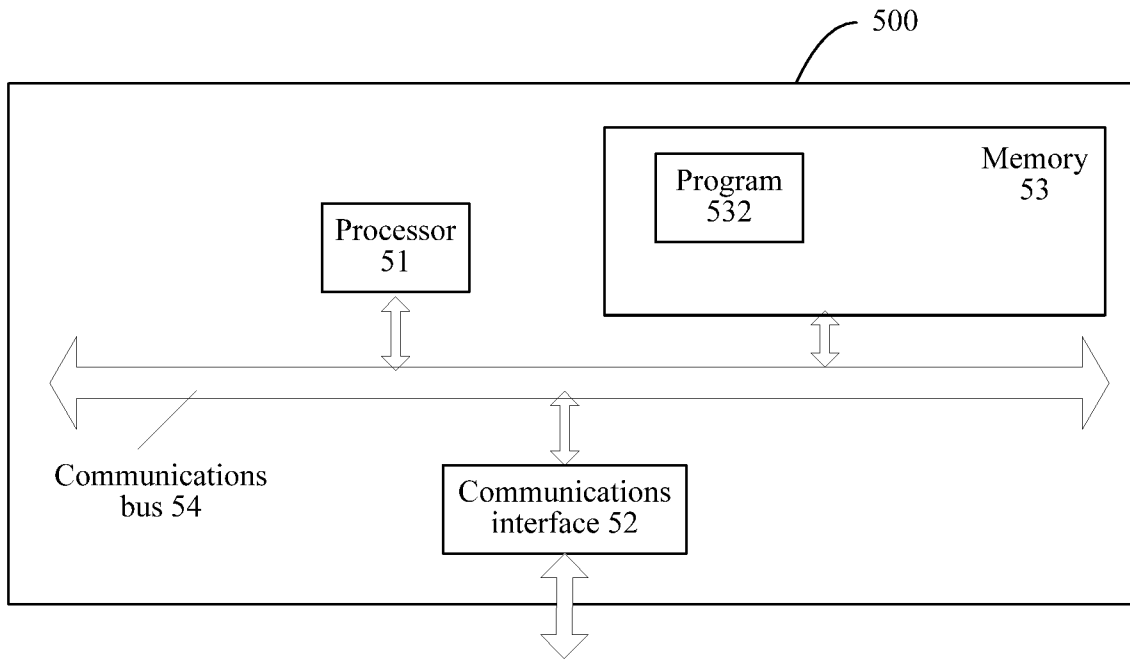 500
Memory
53
Program
532
Processor
51
Communications
bus 54
Communications
interface 52